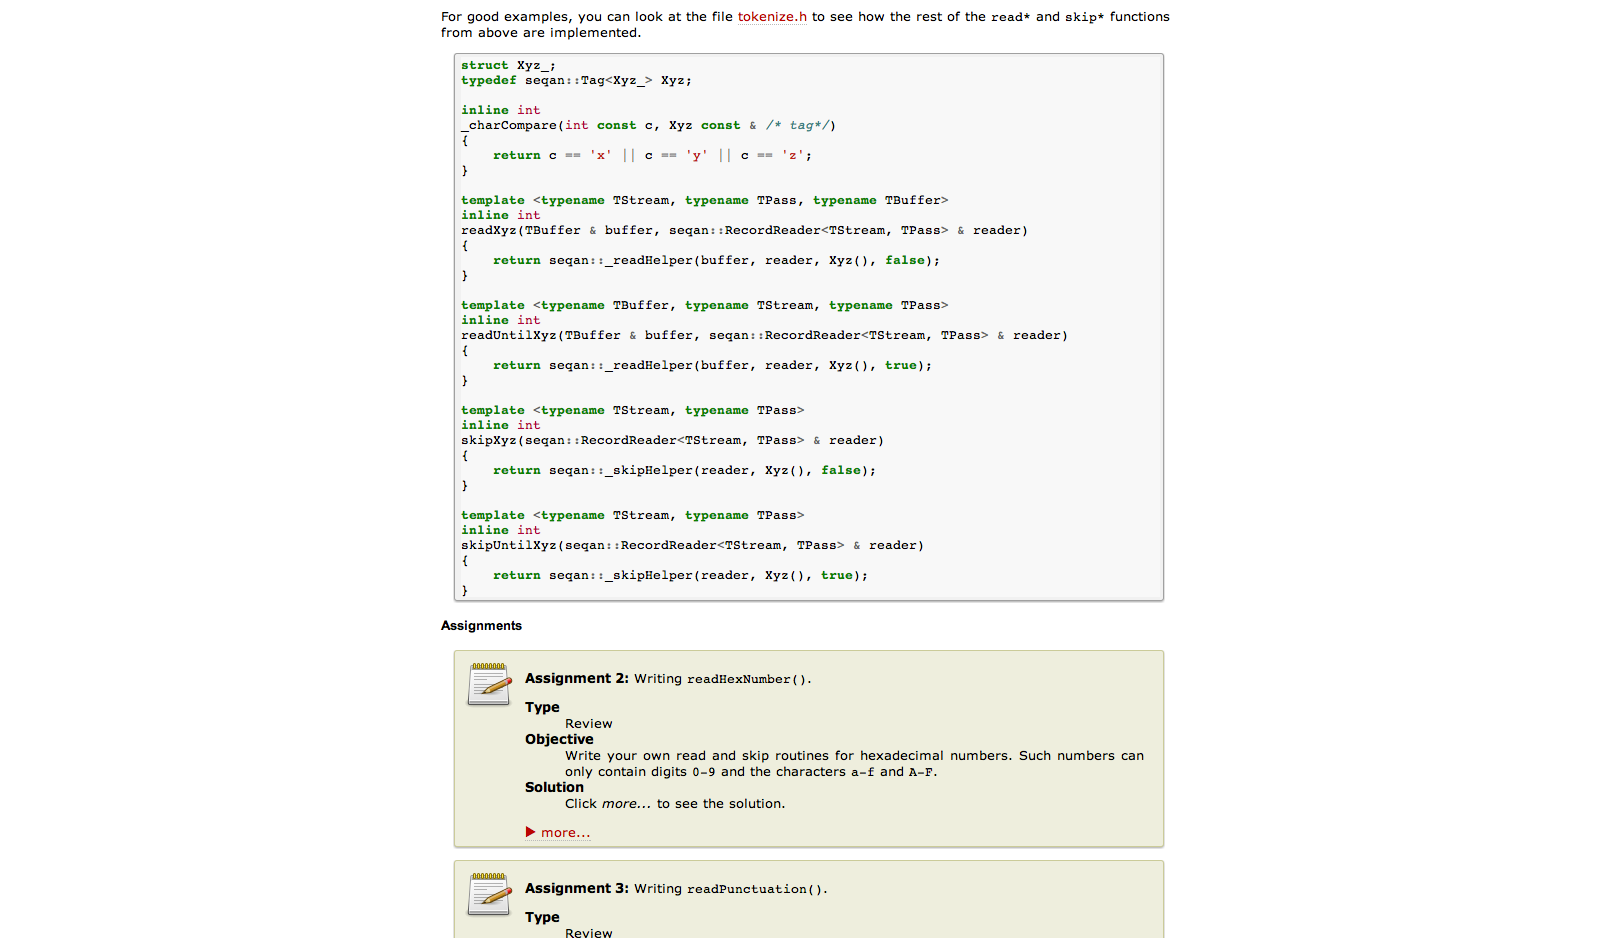 For good examples, you can look at the file tokenize.h to see how the rest of the read* and skip* functions
from above are implemented.
struct Xyz_;
typedef seqan::Tag<Xyz_> Xyz;
inline int
_charCompare(int const c, Xyz const & /* tag*/)
{
    return c == 'x' || c == 'y' || c == 'z';
}
template <typename TStream, typename TPass, typename TBuffer>
inline int
readXyz(TBuffer & buffer, seqan::RecordReader<TStream, TPass> & reader)
{
    return seqan::_readHelper(buffer, reader, Xyz(), false);
}
template <typename TBuffer, typename TStream, typename TPass>
inline int
readUntilXyz(TBuffer & buffer, seqan::RecordReader<TStream, TPass> & reader)
{
    return seqan::_readHelper(buffer, reader, Xyz(), true);
}
template <typename TStream, typename TPass>
inline int
skipXyz(seqan::RecordReader<TStream, TPass> & reader)
{
    return seqan::_skipHelper(reader, Xyz(), false);
}
template <typename TStream, typename TPass>
inline int
skipUntilXyz(seqan::RecordReader<TStream, TPass> & reader)
{
    return seqan::_skipHelper(reader, Xyz(), true);
}
Assignments
Assignment 2: Writing readHexNumber().
Type
Review
Objective
Write your own read and skip routines for hexadecimal numbers. Such numbers can
only contain digits 0-9 and the characters a-f and A-F.
Solution
Click more... to see the solution.
▶ more...
Assignment 3: Writing readPunctuation().
Type
Review